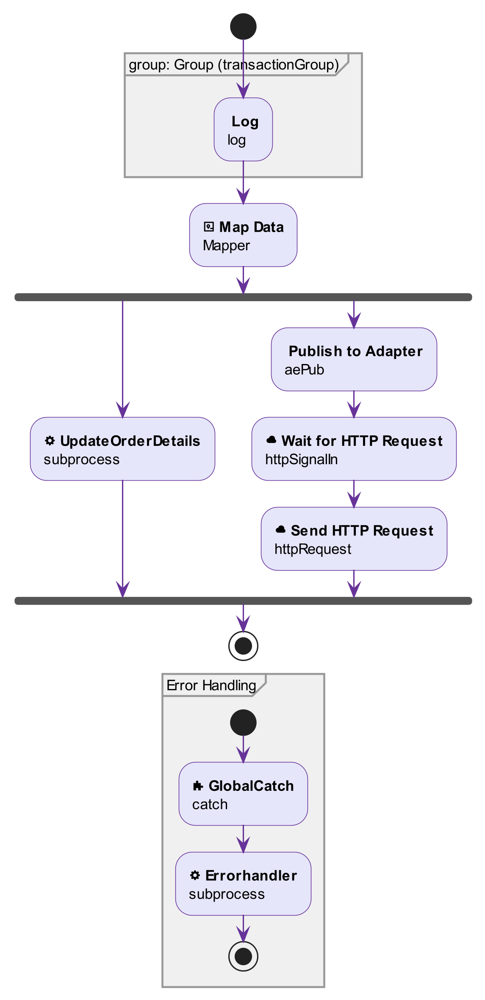 group: Group (transactionGroup)
Log
log
Map Data
Mapper
Publish to Adapter
aePub
UpdateOrderDetails
subprocess
Wait for HTTP Request
httpSignalIn
Send HTTP Request
httpRequest
Error Handling
GlobalCatch
catch
Errorhandler
subprocess